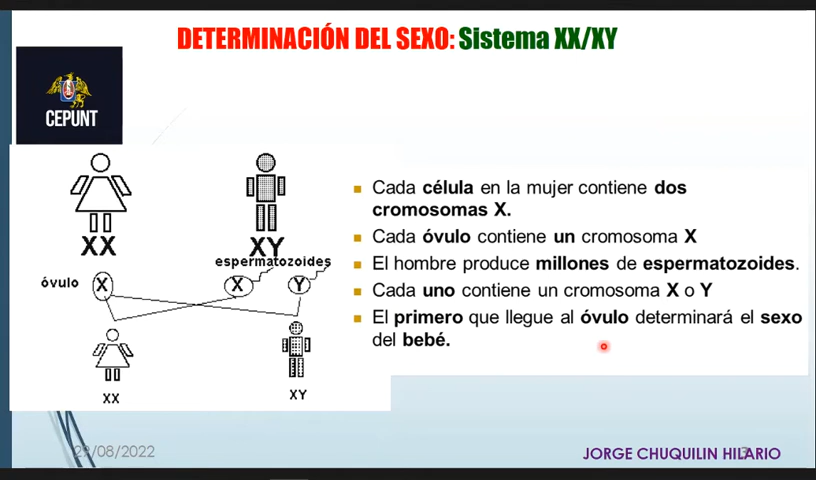 DETERMINACIÓN DEL SEXO: Sistema XX/XY
CEPUNT
XX
XY
espermatozoides
óvulo
X
X
Y
XX
XY
Cada célula en la mujer contiene dos
cromosomas X.
Cada óvulo contiene un cromosoma X
El hombre produce millones de espermatozoides.
Cada uno contiene un cromosoma X o Y
El primero que llegue al óvulo determinará el sexo
del bebé.
29/08/2022
JORGE CHUQUILIN HILARIO
3